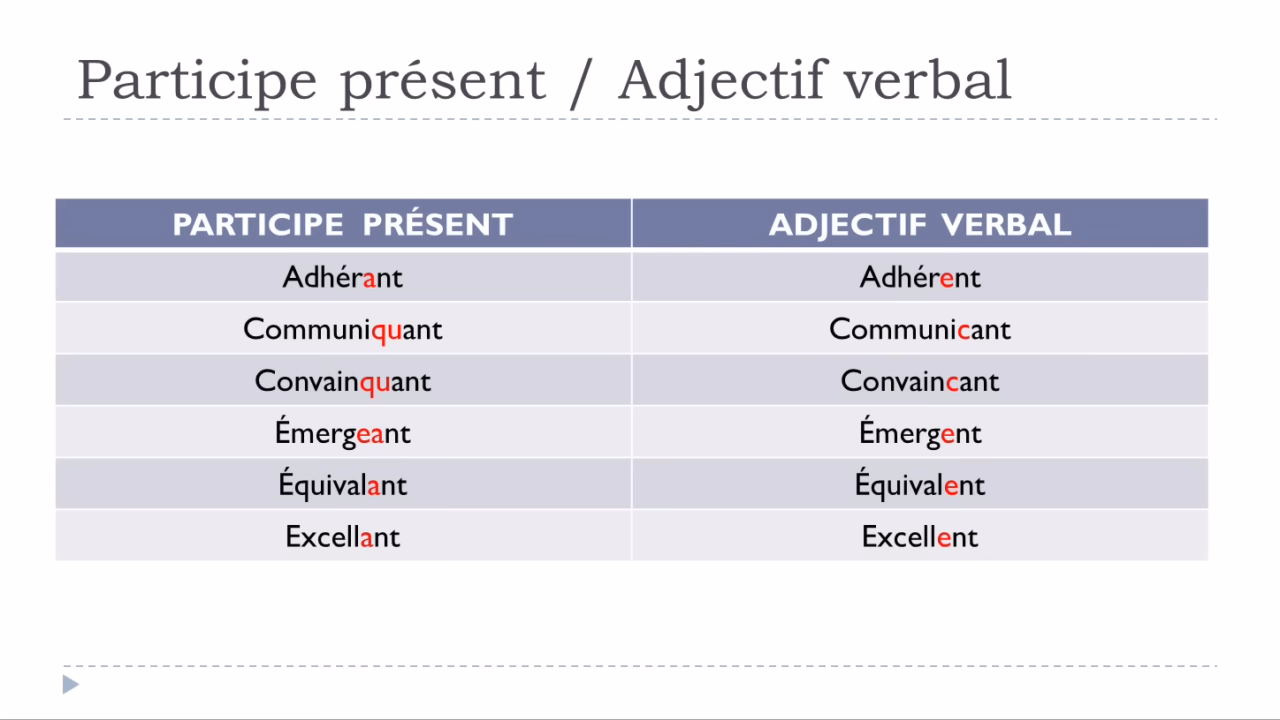 Participe présent / Adjectif verbal
PARTICIPE PRÉSENT ADJECTIF VERBAL
Adhérant Adhérent
Communiquant Communicant
Convainquant Convaincant
Émergeant Émergent
Équivalant Équivalent
Excellant Excellent